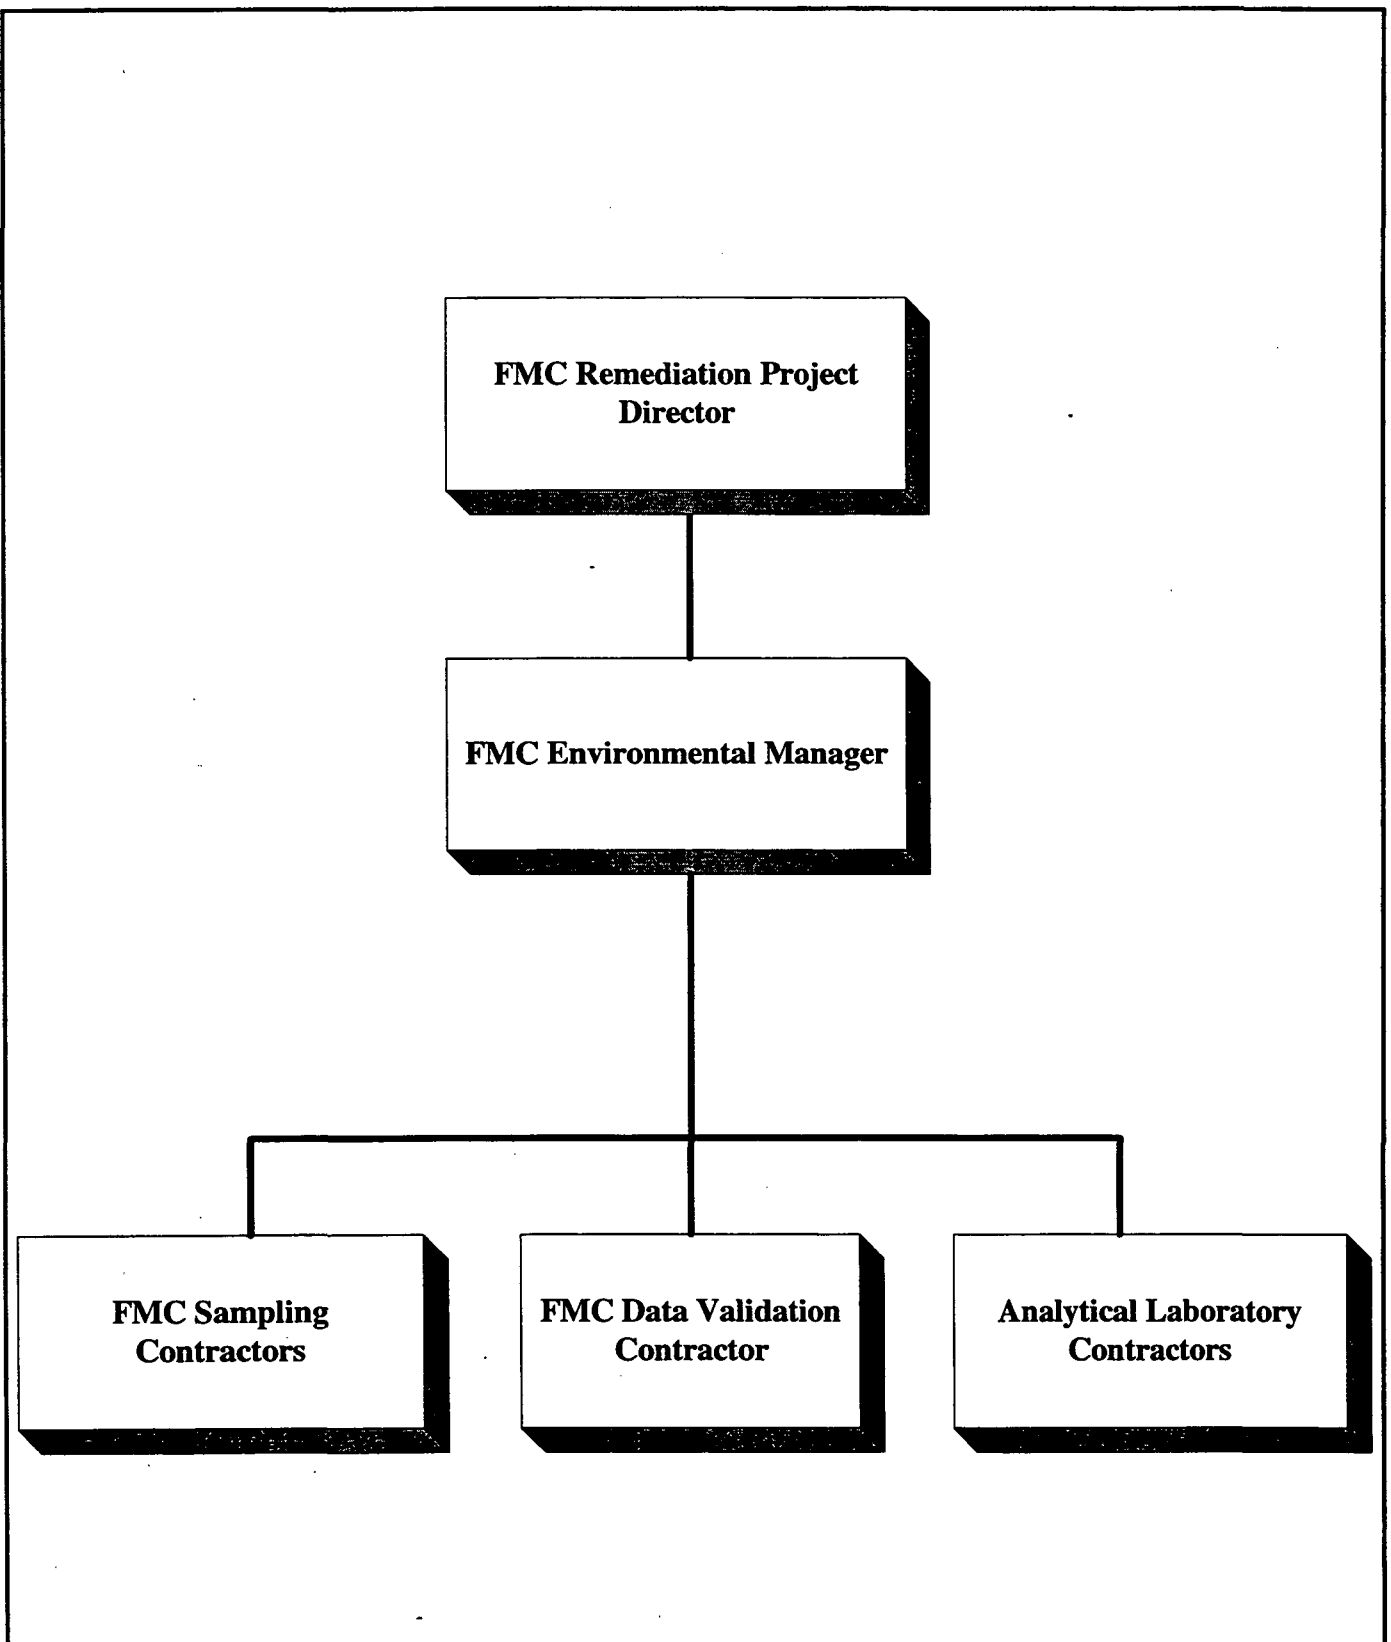 FMC Remediation Project
Director
FMC Environmental Manager
FMC Sampling
Contractors
FMC Data Validation
Contractor
Analytical Laboratory
Contractors